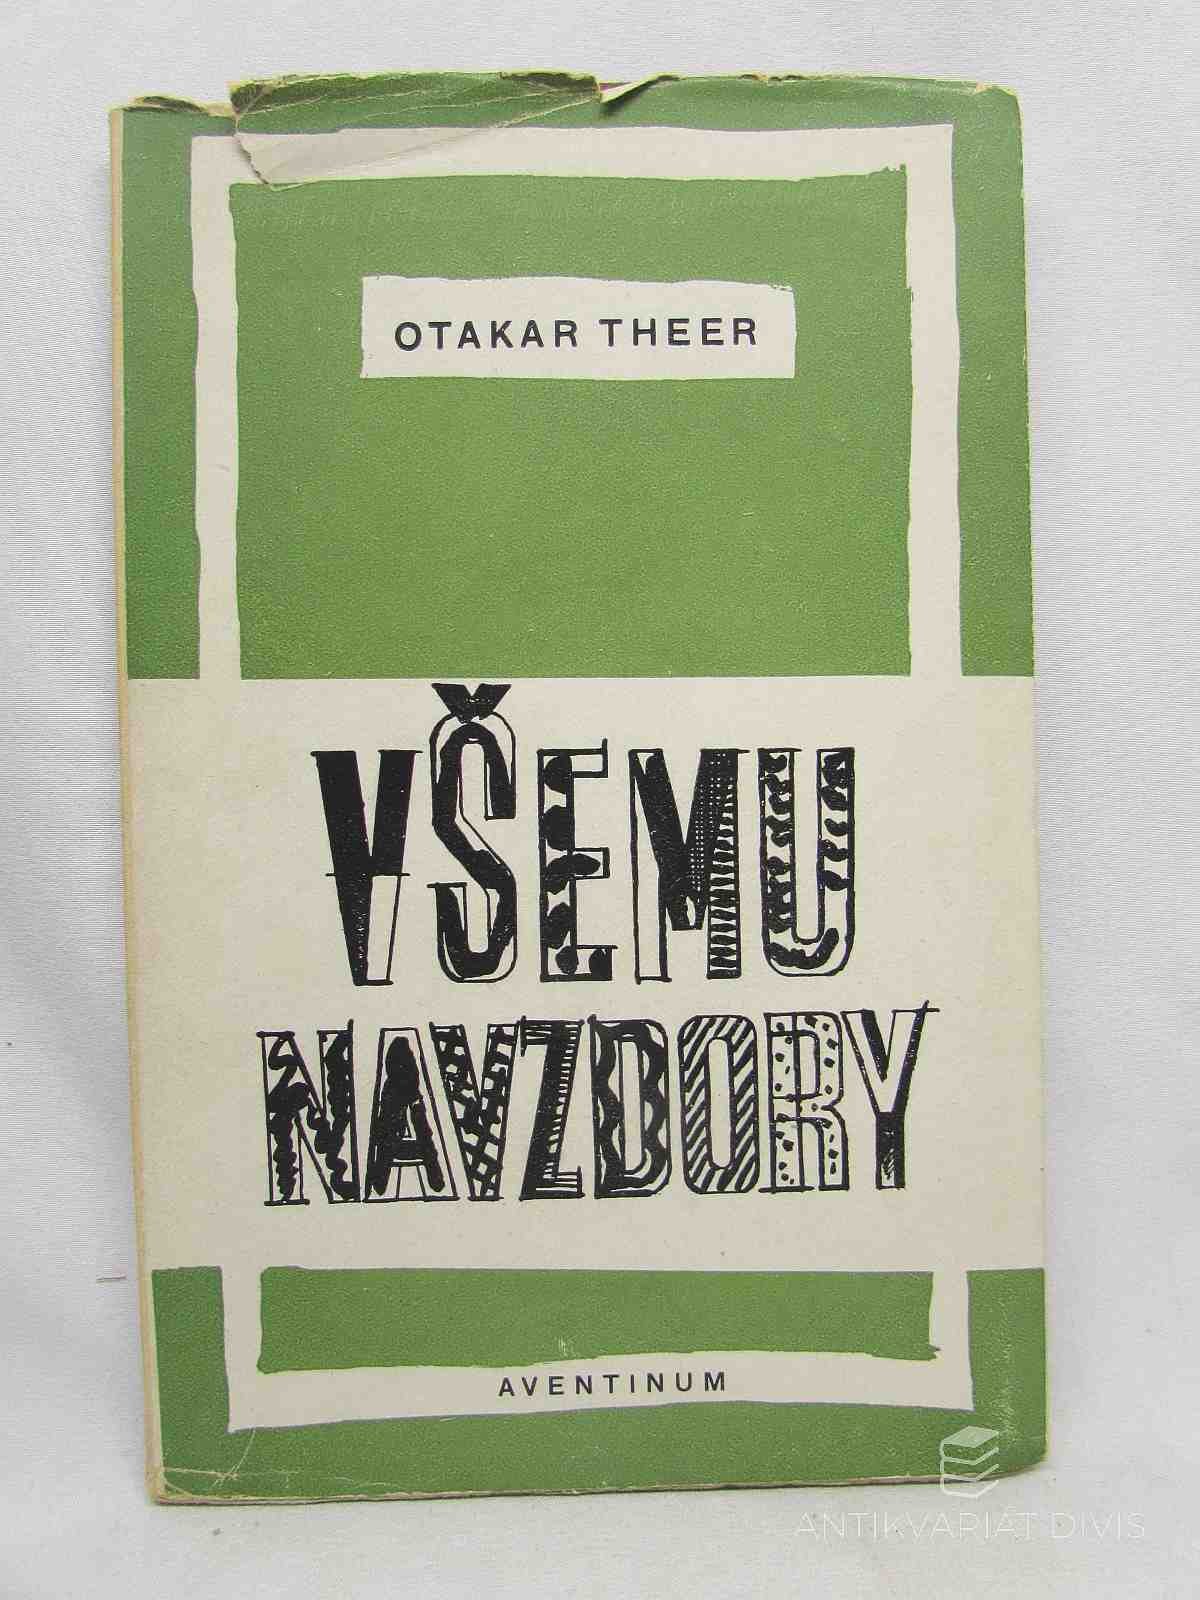 OTAKAR THEER
VŠEMU
NAVZDORY
AVENTINUM
ANTIKVARIÁT DIVIS